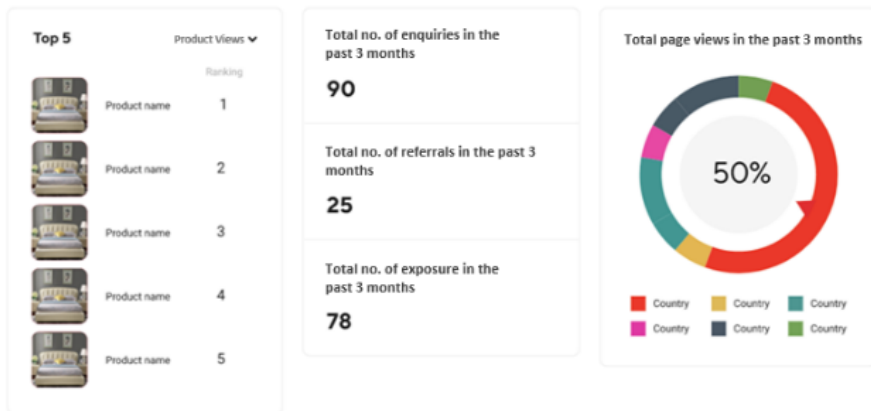 Top 5
Product Views
Ranking
Product name 1
Product name 2
Product name 3
Product name 4
Product name 5
Total no. of enquiries in the
past 3 months
90
Total no. of referrals in the past 3
months
25
Total no. of exposure in the
past 3 months
78
Total page views in the past 3 months
50%
Country Country Country
Country Country Country